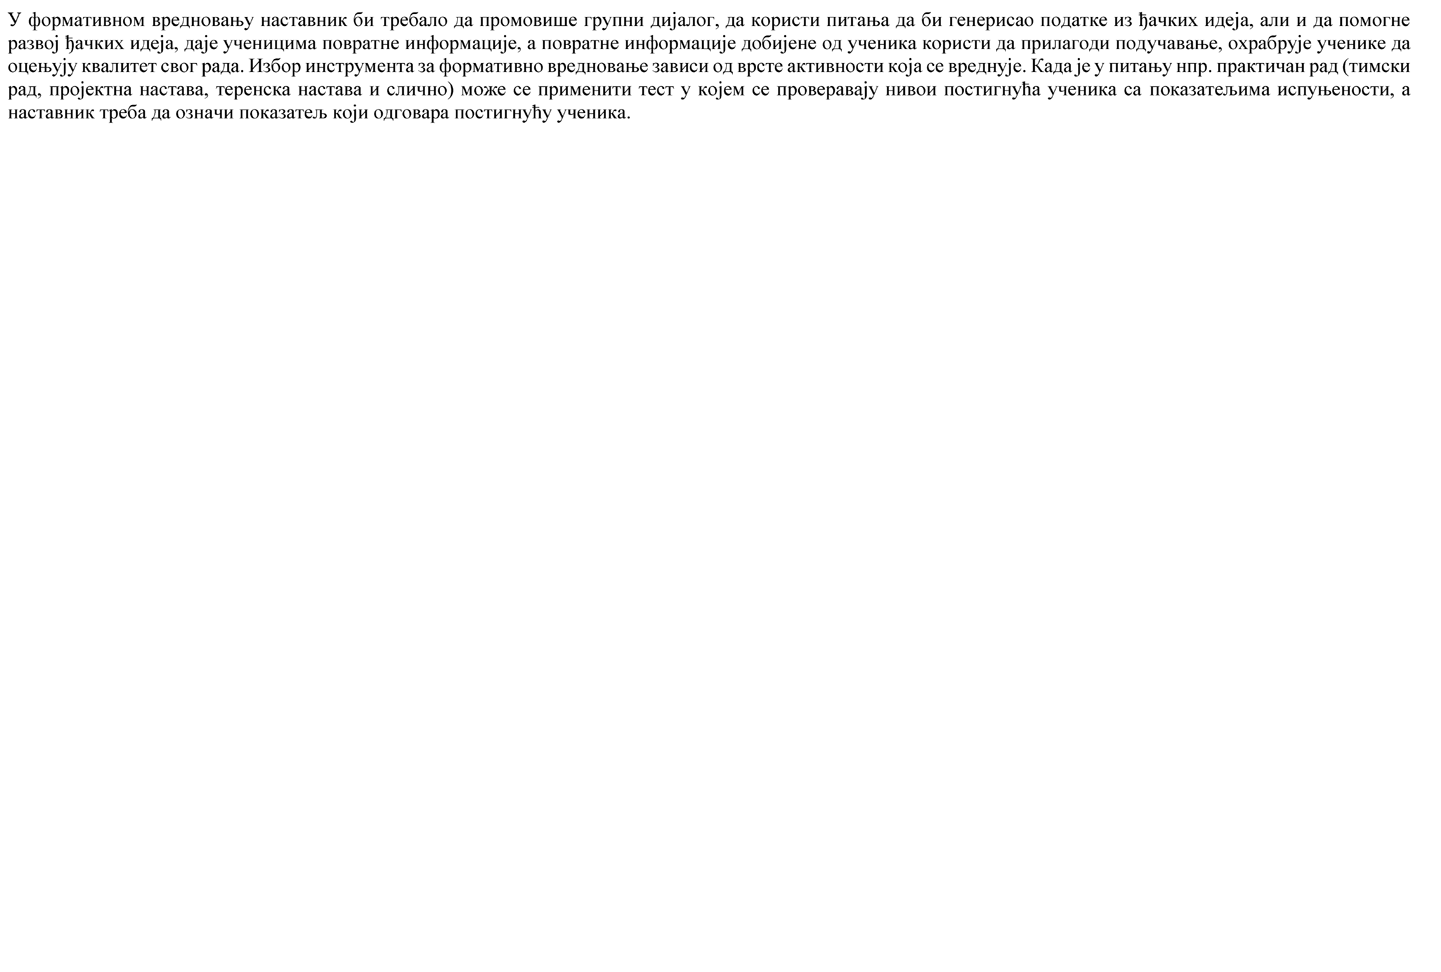 У формативном вредновању наставник би требало да промовише групни дијалог, да користи питања да би генерисао податке из ђачких идеја, али и да помогне
развој ђачких идеја, даје ученицима повратне информације, а повратне информације добијене од ученика користи да прилагоди подучавање, охрабрује ученике да
оцењују квалитет свог рада. Избор инструмента за формативно вредновање зависи од врсте активности која се вреднује. Када је у питању нпр. практичан рад (тимски
рад, пројектна настава, теренска настава и слично) може се применити тест у којем се проверавају нивои постигнућа ученика са показатељима испуњености, а
наставник треба да означи показатељ који одговара постигнућу ученика.